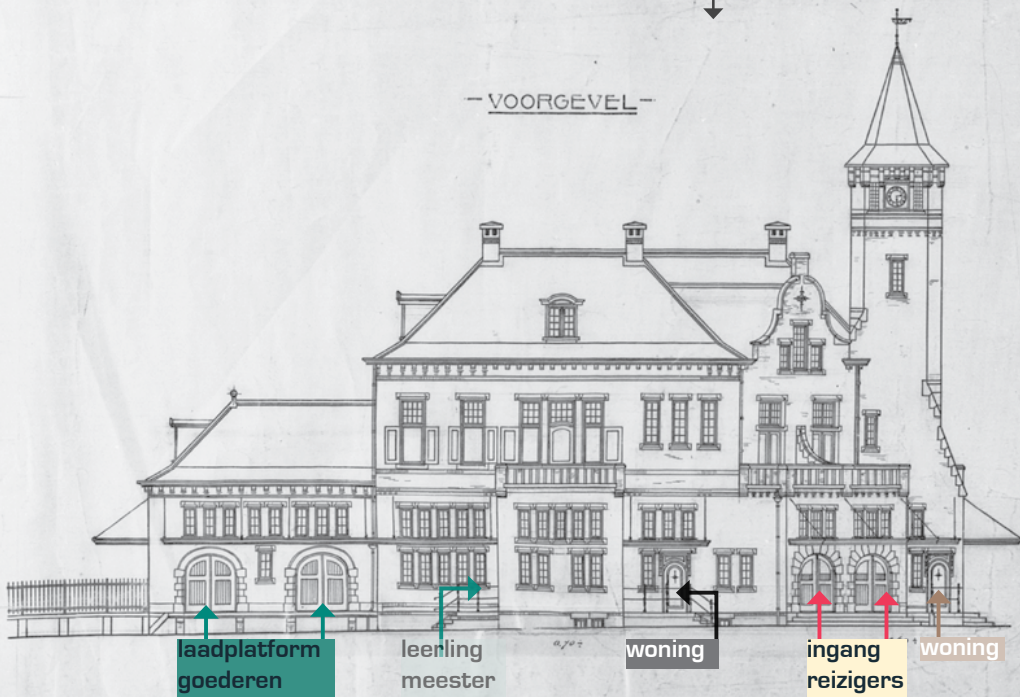 - VOORGEVEL -
laadplatform
goederen
leerling
meester
woning
ingang
reizigers
woning